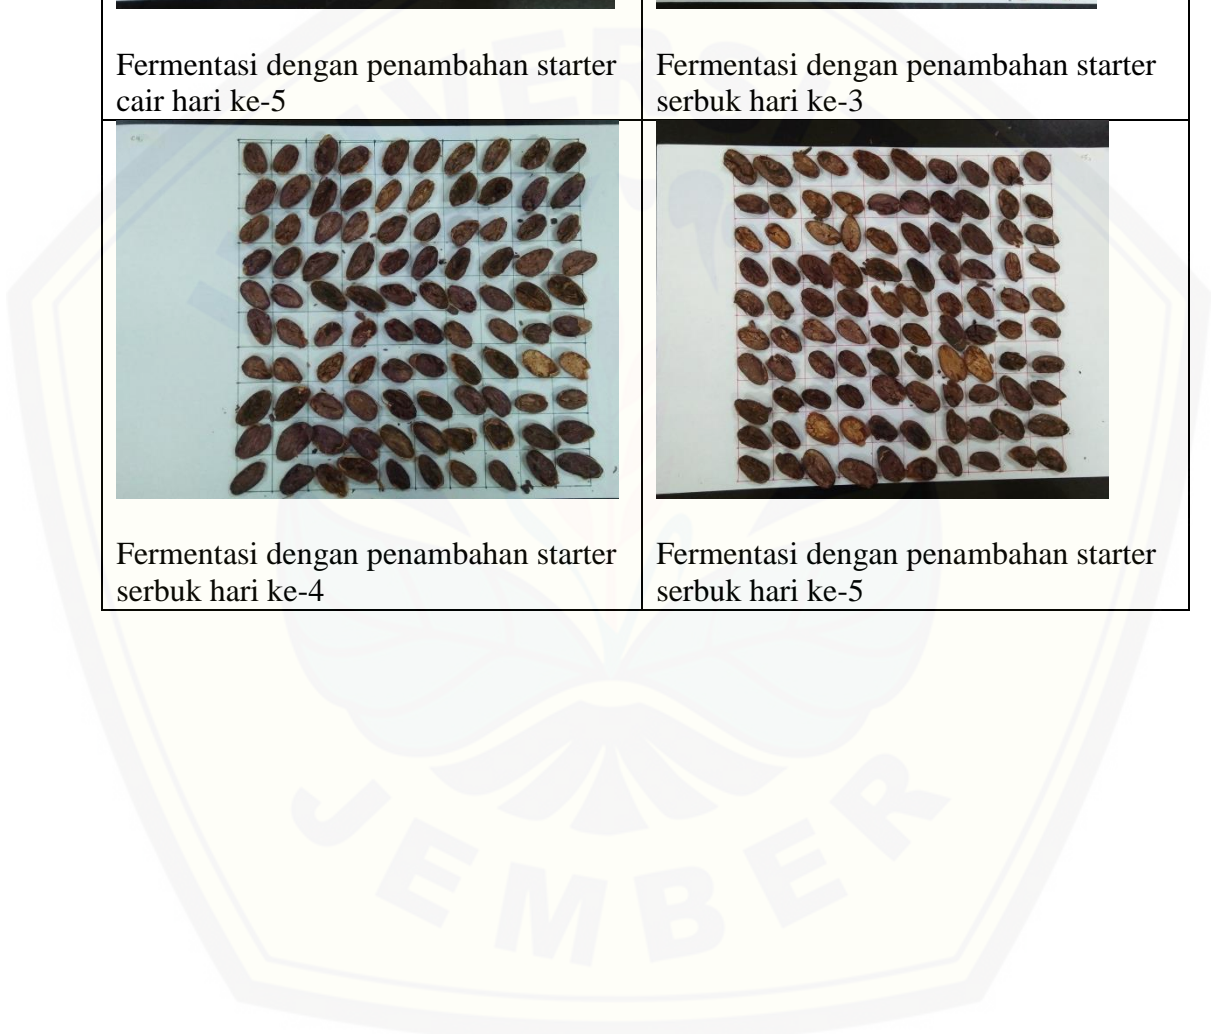 Fermentasi dengan penambahan starter
cair hari ke-5
Fermentasi dengan penambahan starter
serbuk hari ke-3
Fermentasi dengan penambahan starter
serbuk hari ke-4
Fermentasi dengan penambahan starter
serbuk hari ke-5
JEMBER